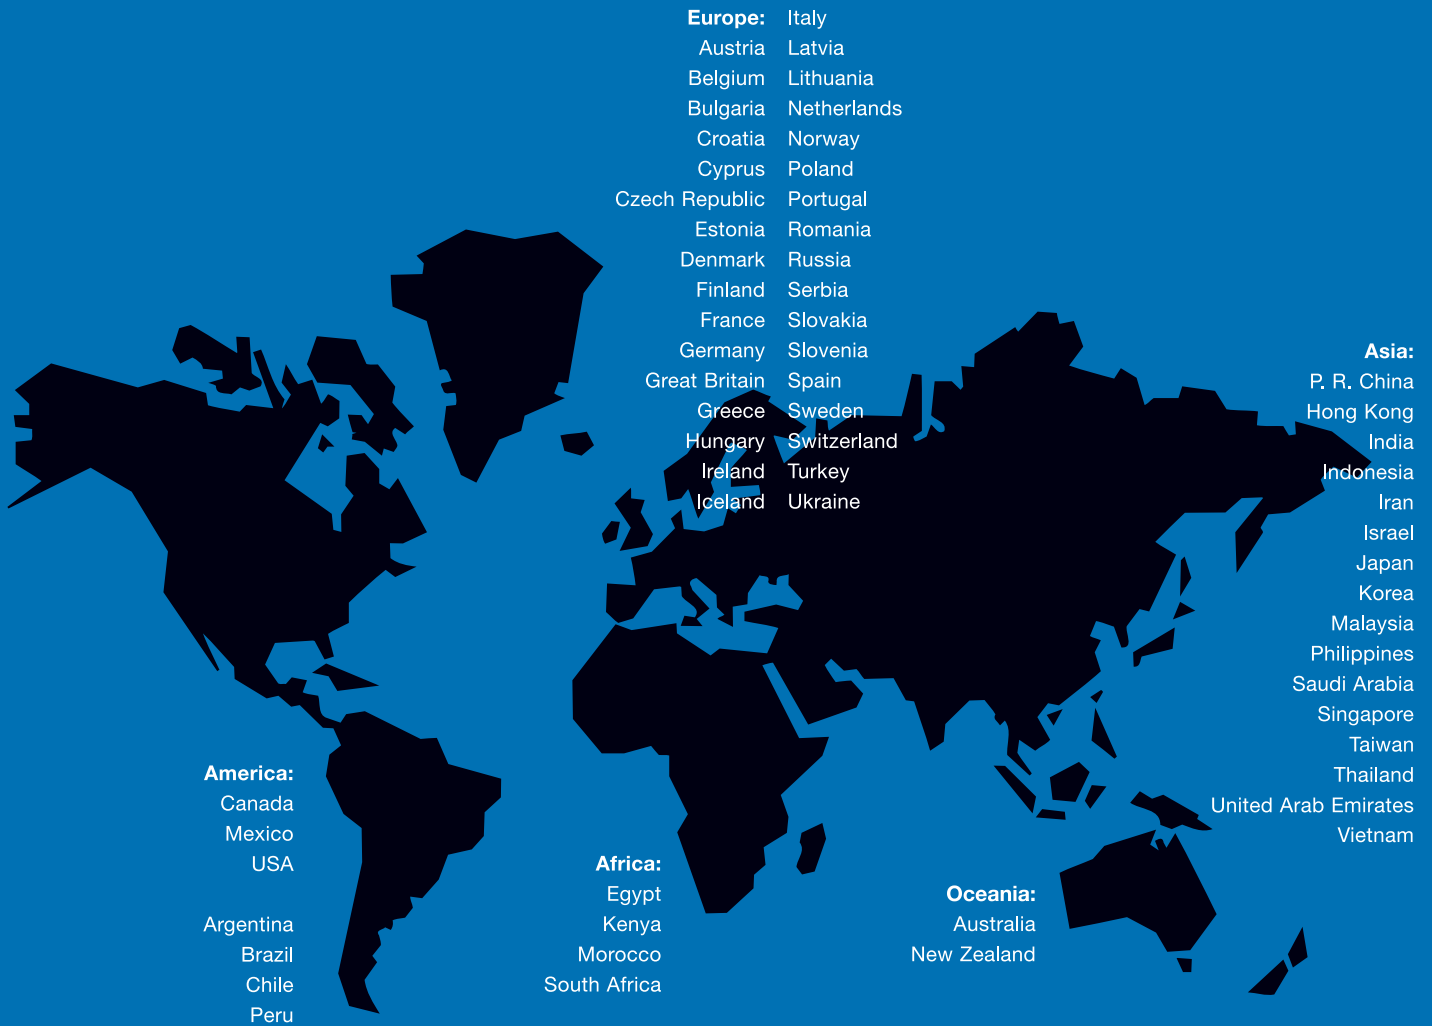 Europe:
Austria
Belgium
Bulgaria
Croatia
Cyprus
Czech Republic
Estonia
Denmark
Finland
France
Germany
Great Britain
Greece
Hungary
Ireland
Iceland
Italy
Latvia
Lithuania
Netherlands
Norway
Poland
Portugal
Romania
Russia
Serbia
Slovakia
Slovenia
Spain
Sweden
Switzerland
Turkey
Ukraine
Asia:
P. R. China
Hong Kong
India
Indonesia
Iran
Israel
Japan
Korea
Malaysia
Philippines
Saudi Arabia
Singapore
Taiwan
Thailand
United Arab Emirates
Vietnam
America:
Canada
Mexico
USA
Argentina
Brazil
Chile
Peru
Africa:
Egypt
Kenya
Morocco
South Africa
Oceania:
Australia
New Zealand